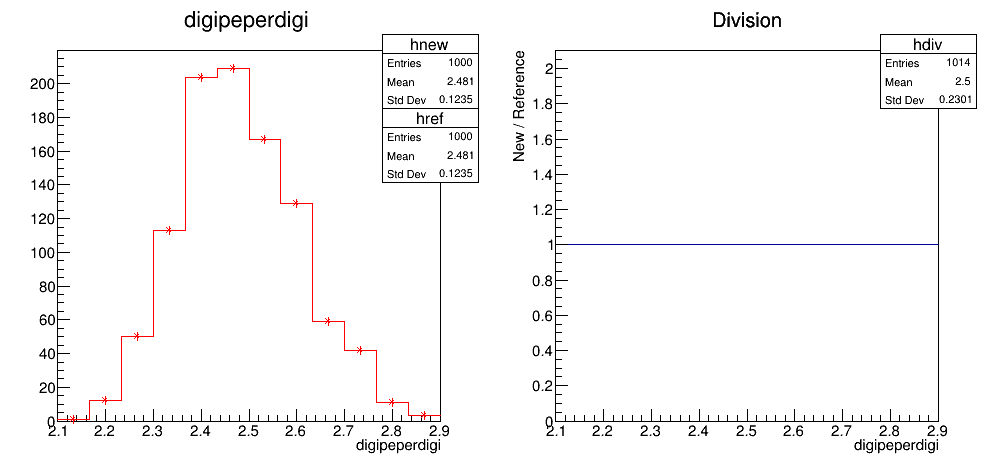 digipeperdigi
hnew
Entries 1000
Mean 2.481
Std Dev 0.1235
href
Entries 1000
Mean 2.481
Std Dev 0.1235
200
180
160
140
120
100
80
60
40
20
0
2.1 2.2 2.3 2.4 2.5 2.6 2.7 2.8 2.9
digipeperdigi
Division
hdiv
Entries 1014
Mean 2.5
Std Dev 0.2301
New / Reference
2
1.8
1.6
1.4
1.2
1
0.8
0.6
0.4
0.2
0
2.1 2.2 2.3 2.4 2.5 2.6 2.7 2.8 2.9
digipeperdigi